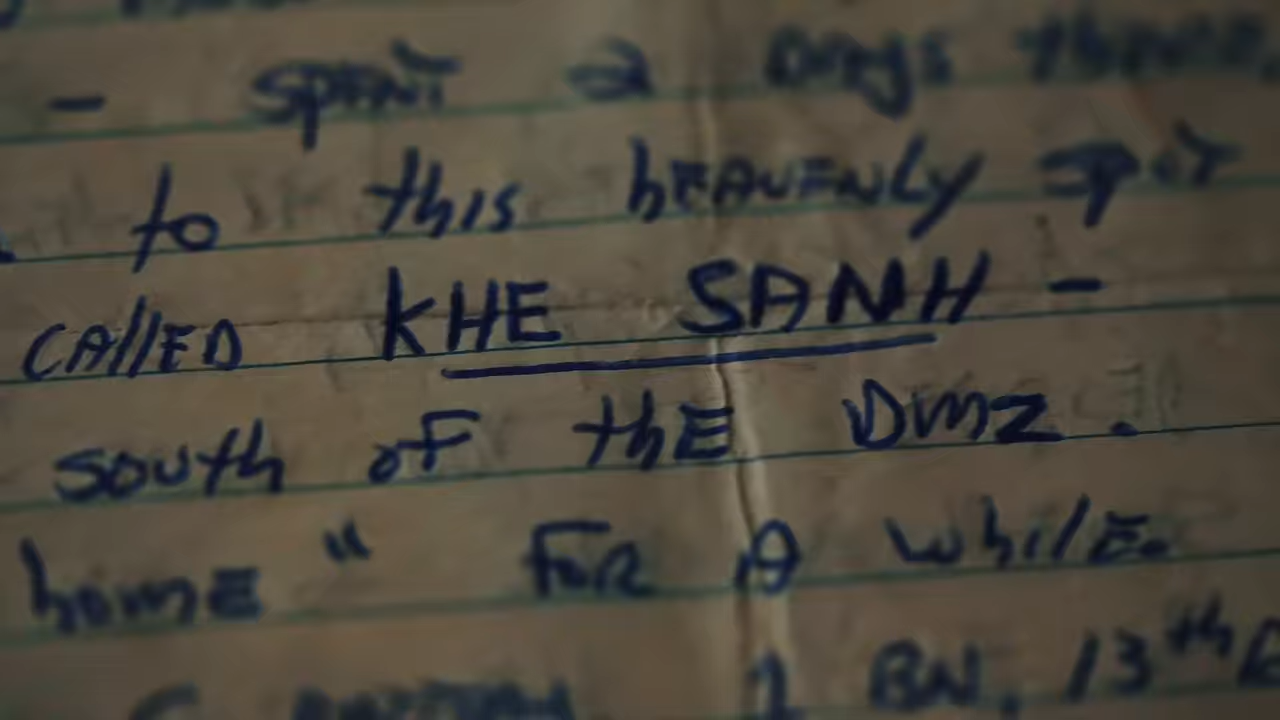 - SPENT 2 DAYS there.
to this hEAVENLY SPOT
CAllED KHE SANH -
south of thE DMZ.
homE" FOR A whilE.
C 1 BN, 13th